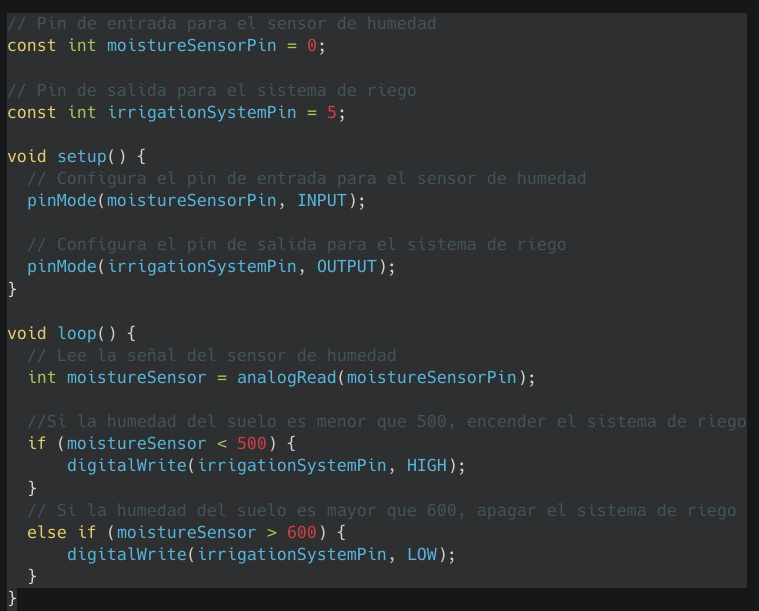 // Pin de entrada para el sensor de humedad
const int moistureSensorPin = 0;
// Pin de salida para el sistema de riego
const int irrigationSystemPin = 5;
void setup() {
  // Configura el pin de entrada para el sensor de humedad
  pinMode(moistureSensorPin, INPUT);
  // Configura el pin de salida para el sistema de riego
  pinMode(irrigationSystemPin, OUTPUT);
}
void loop() {
  // Lee la señal del sensor de humedad
  int moistureSensor = analogRead(moistureSensorPin);
  //Si la humedad del suelo es menor que 500, encender el sistema de riego
  if (moistureSensor < 500) {
      digitalWrite(irrigationSystemPin, HIGH);
  }
  // Si la humedad del suelo es mayor que 600, apagar el sistema de riego
  else if (moistureSensor > 600) {
      digitalWrite(irrigationSystemPin, LOW);
  }
}